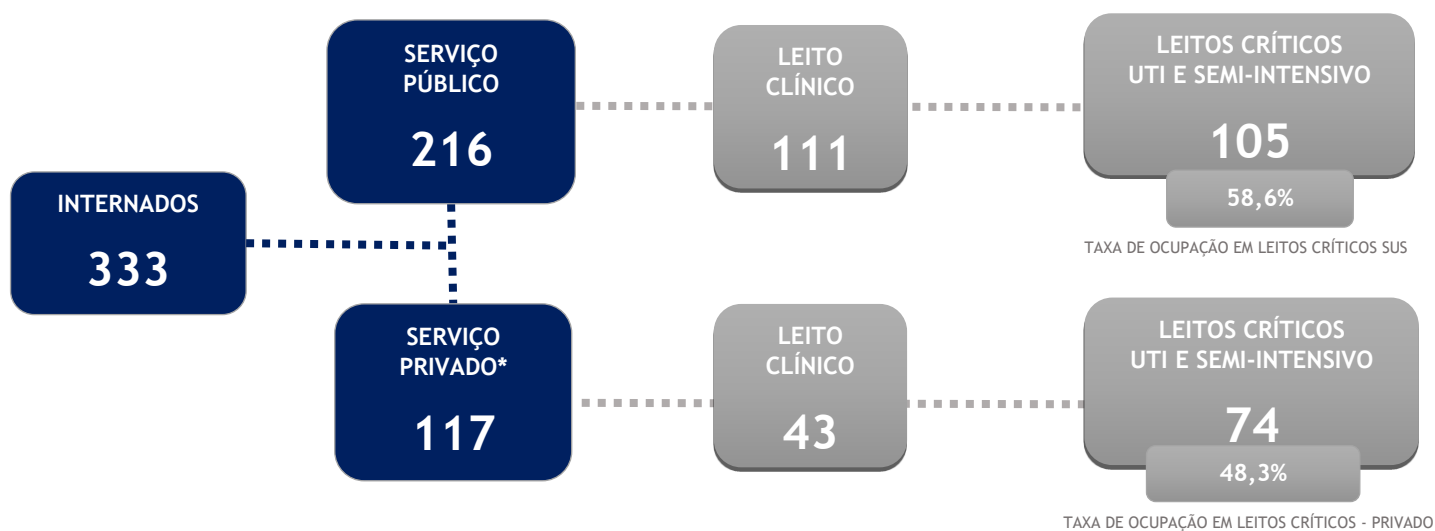 INTERNADOS
333
SERVIÇO
PÚBLICO
216
LEITO
CLÍNICO
111
LEITOS CRÍTICOS
UTI E SEMI-INTENSIVO
105
58,6%
TAXA DE OCUPAÇÃO EM LEITOS CRÍTICOS SUS
SERVIÇO
PRIVADO*
117
LEITO
CLÍNICO
43
LEITOS CRÍTICOS
UTI E SEMI-INTENSIVO
74
48,3%
TAXA DE OCUPAÇÃO EM LEITOS CRÍTICOS - PRIVADO